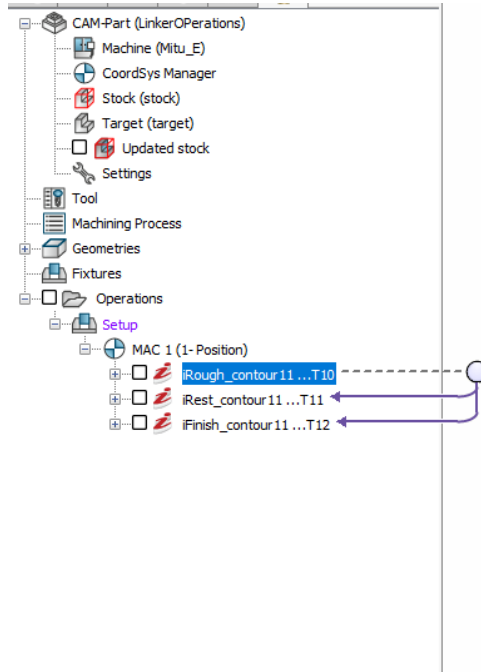 CAM-Part (LinkerOPerations)
Machine (Mitu_E)
CoordSys Manager
Stock (stock)
Target (target)
Updated stock
Settings
Tool
Machining Process
Geometries
Fixtures
Operations
Setup
MAC 1 (1- Position)
iRough_contour11 ...T10
iRest_contour11 ...T11
iFinish_contour11 ...T12